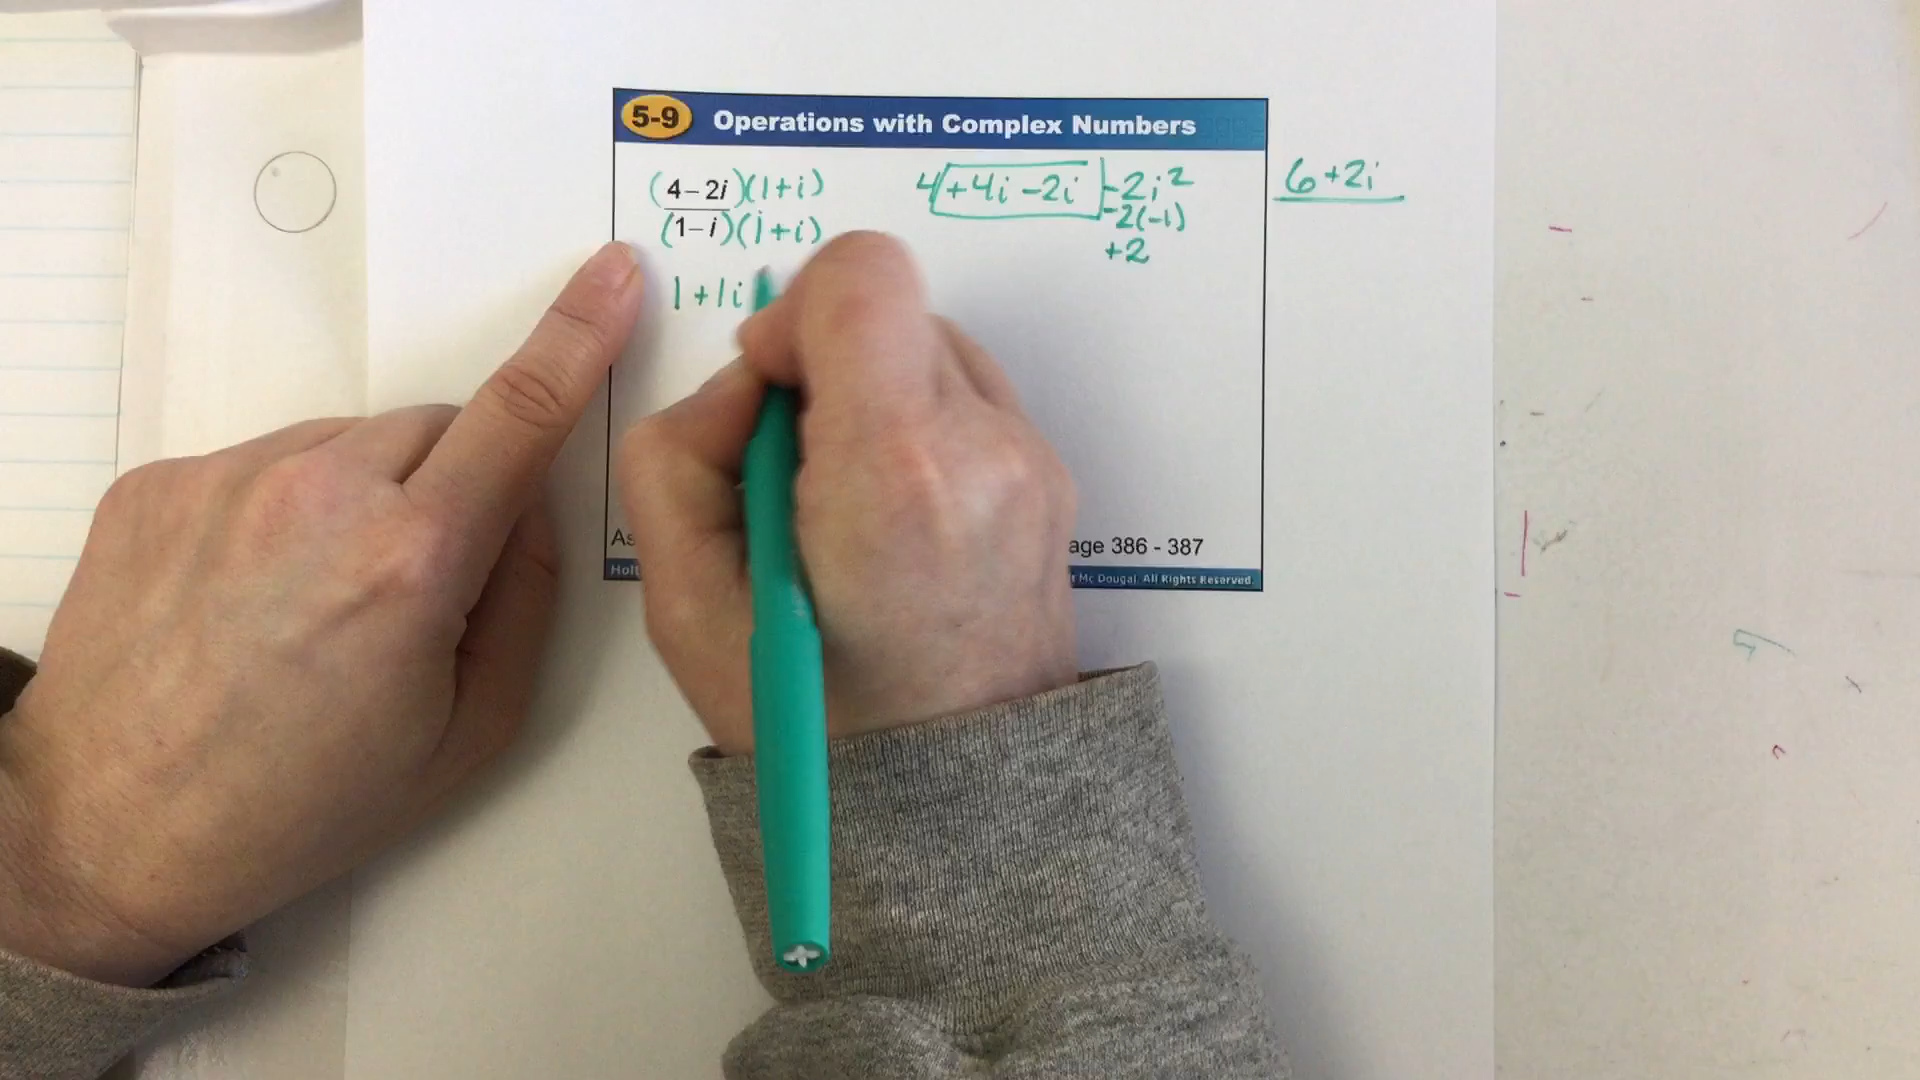 5-9 Operations with Complex Numbers
(4-2i)(1+i)
(1-i)(1+i)
1+1i
4+4i-2i-2i²
-2(-1)
+2
6+2i
age 386 - 387
Holt
Mc Dougal. All Rights Reserved.